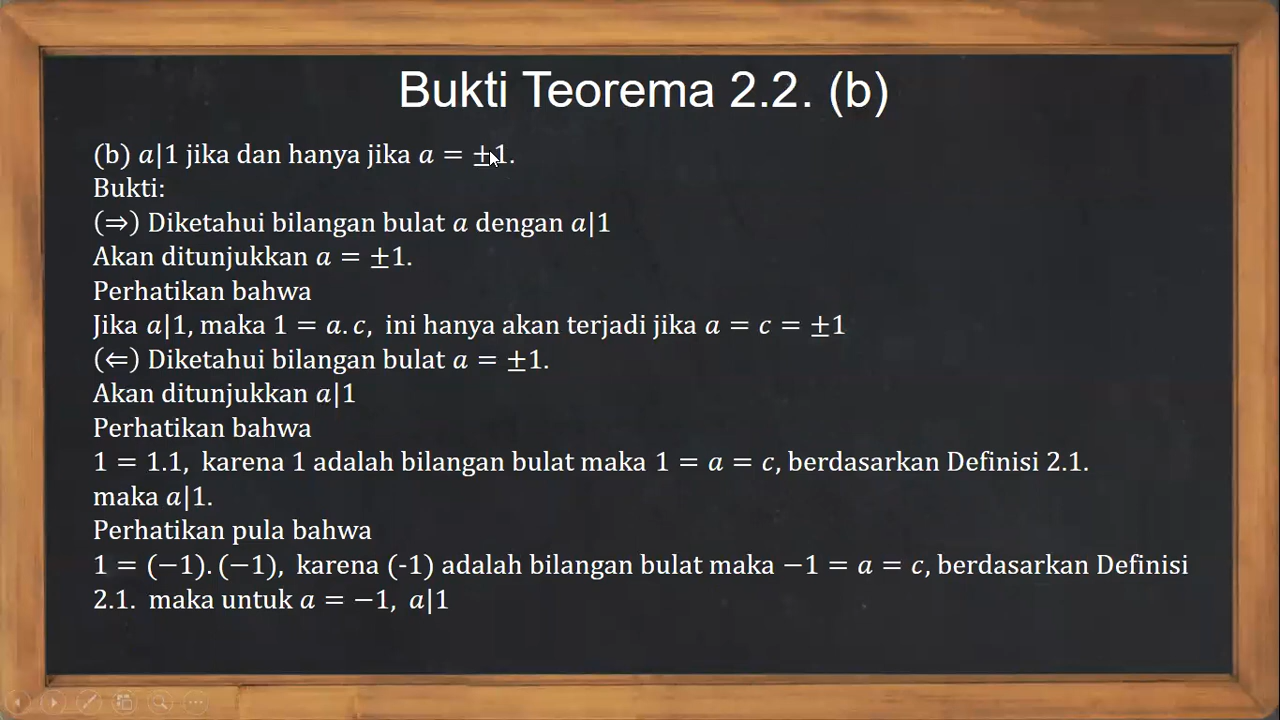 Bukti Teorema 2.2. (b)
(b) a|1 jika dan hanya jika a = ±1.
Bukti:
(⇒) Diketahui bilangan bulat a dengan a|1
Akan ditunjukkan a = ±1.
Perhatikan bahwa
Jika a|1, maka 1 = a. c, ini hanya akan terjadi jika a = c = ±1
(⇐) Diketahui bilangan bulat a = ±1.
Akan ditunjukkan a|1
Perhatikan bahwa
1 = 1.1, karena 1 adalah bilangan bulat maka 1 = a = c, berdasarkan Definisi 2.1.
maka a|1.
Perhatikan pula bahwa
1 = (−1). (−1), karena (-1) adalah bilangan bulat maka −1 = a = c, berdasarkan Definisi
2.1. maka untuk a = −1, a|1